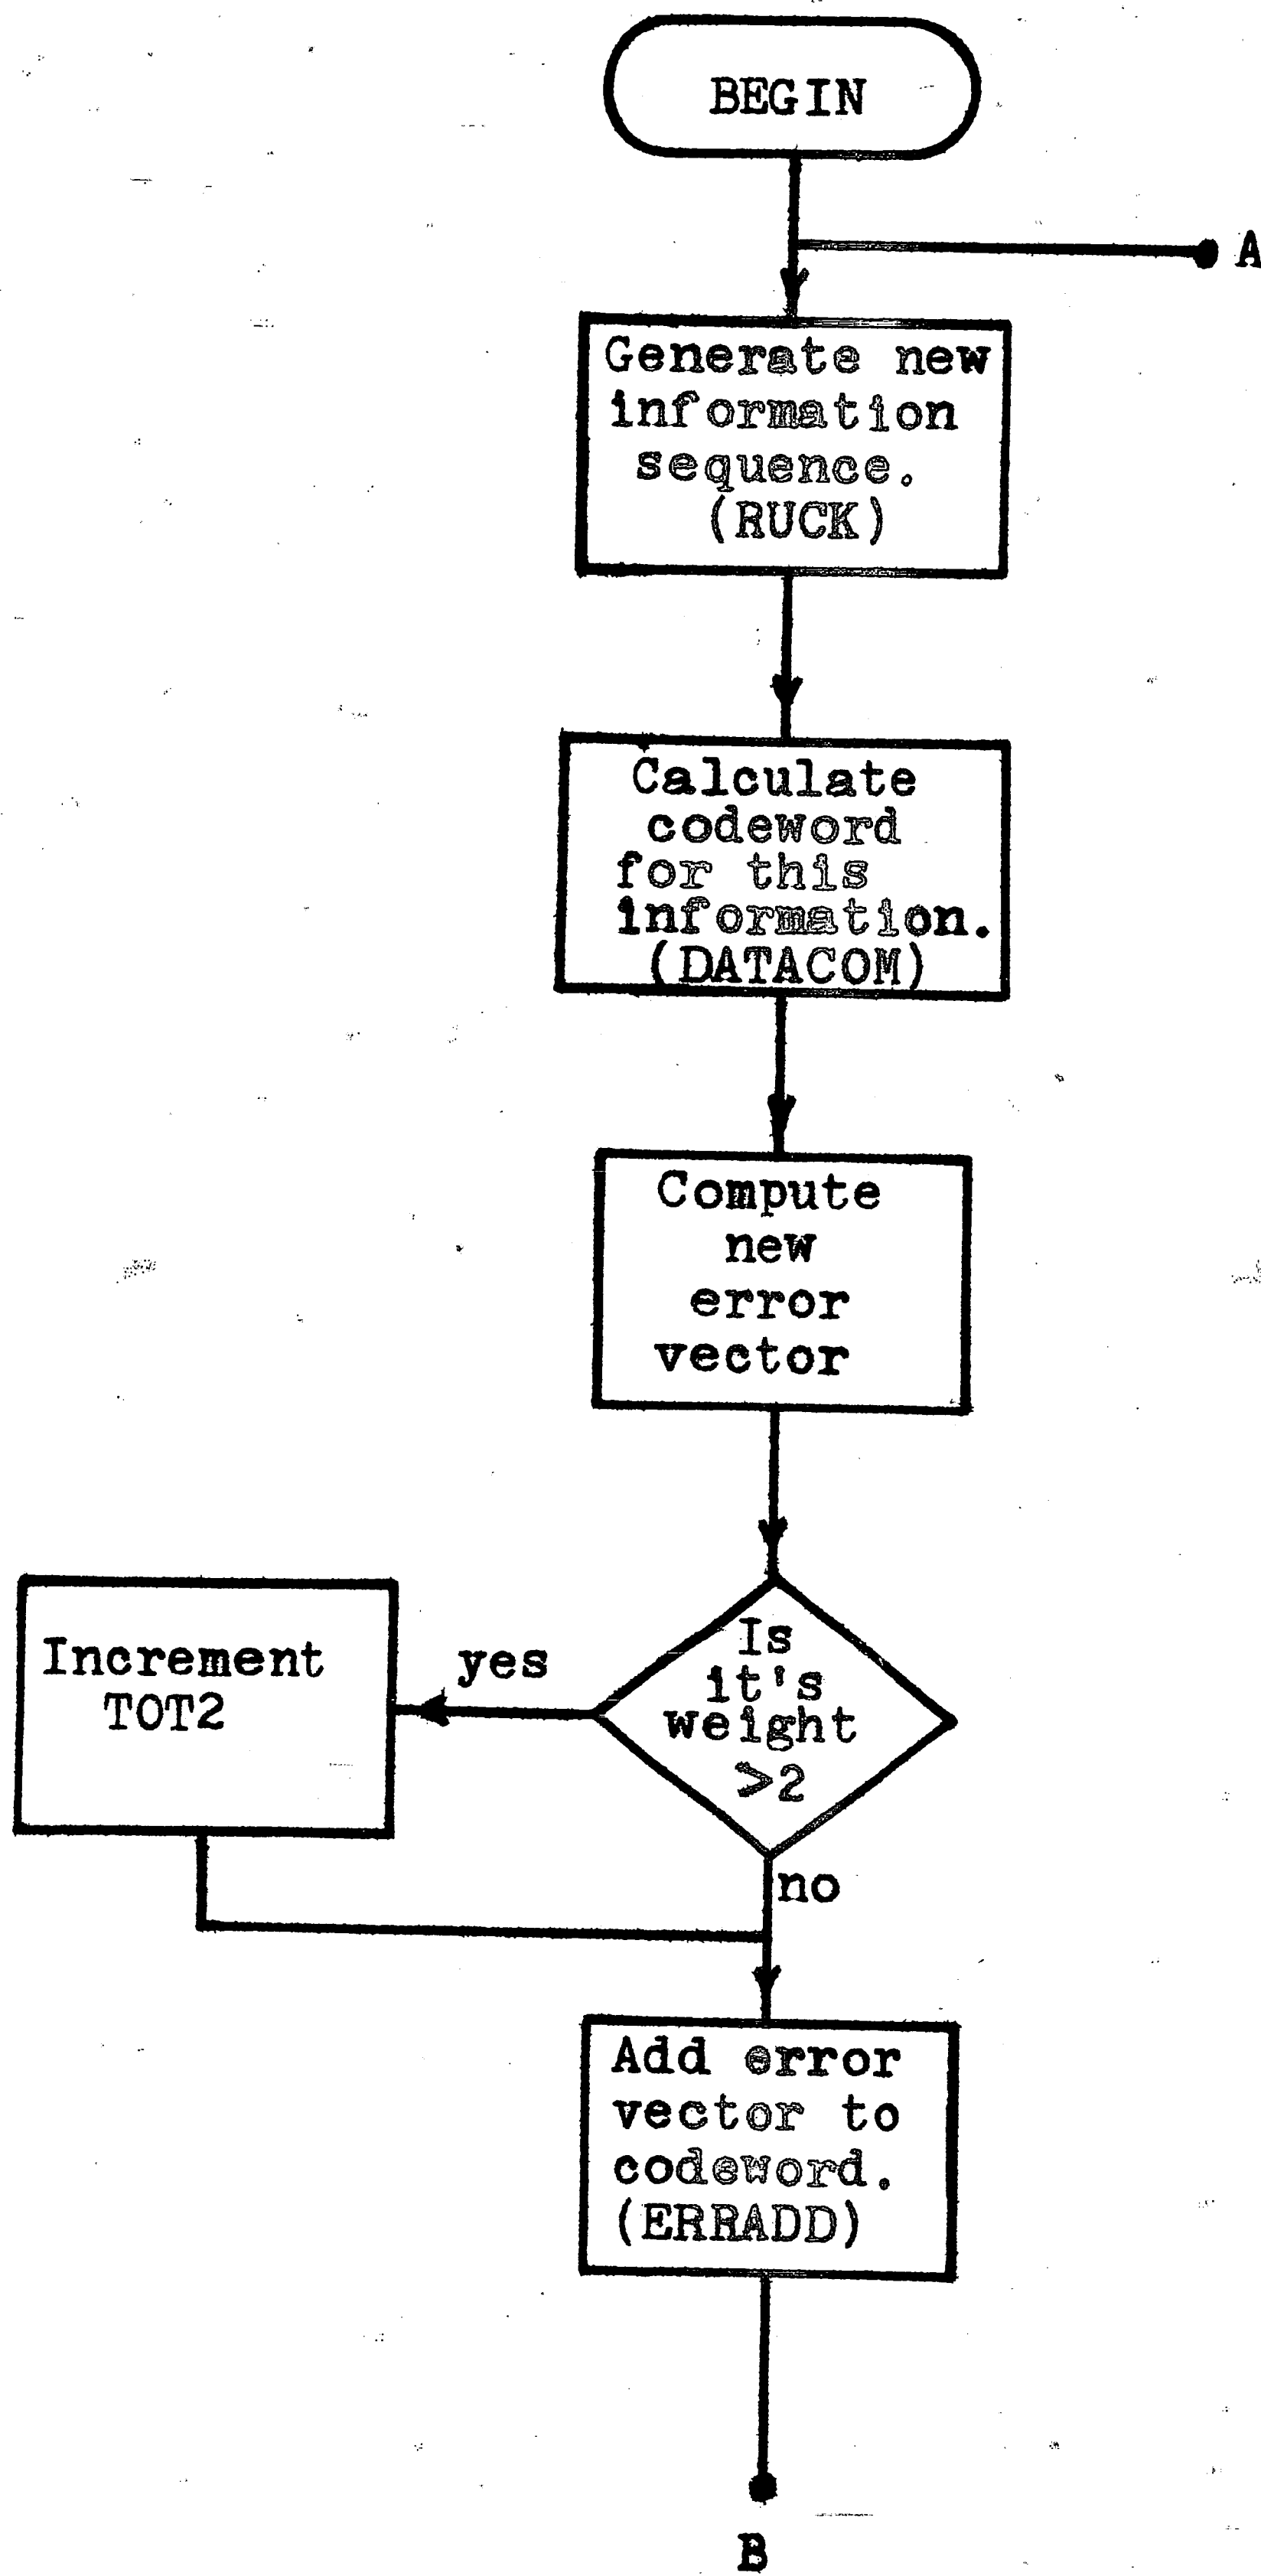 BEGIN
A
Generate new
information
sequence.
(RUCK)
Calculate
codeword
for this
information.
(DATACOM)
Compute
new
error
vector
Is
it's
weight
>2
yes
Increment
TOT2
no
Add error
vector to
codeword.
(ERRADD)
B